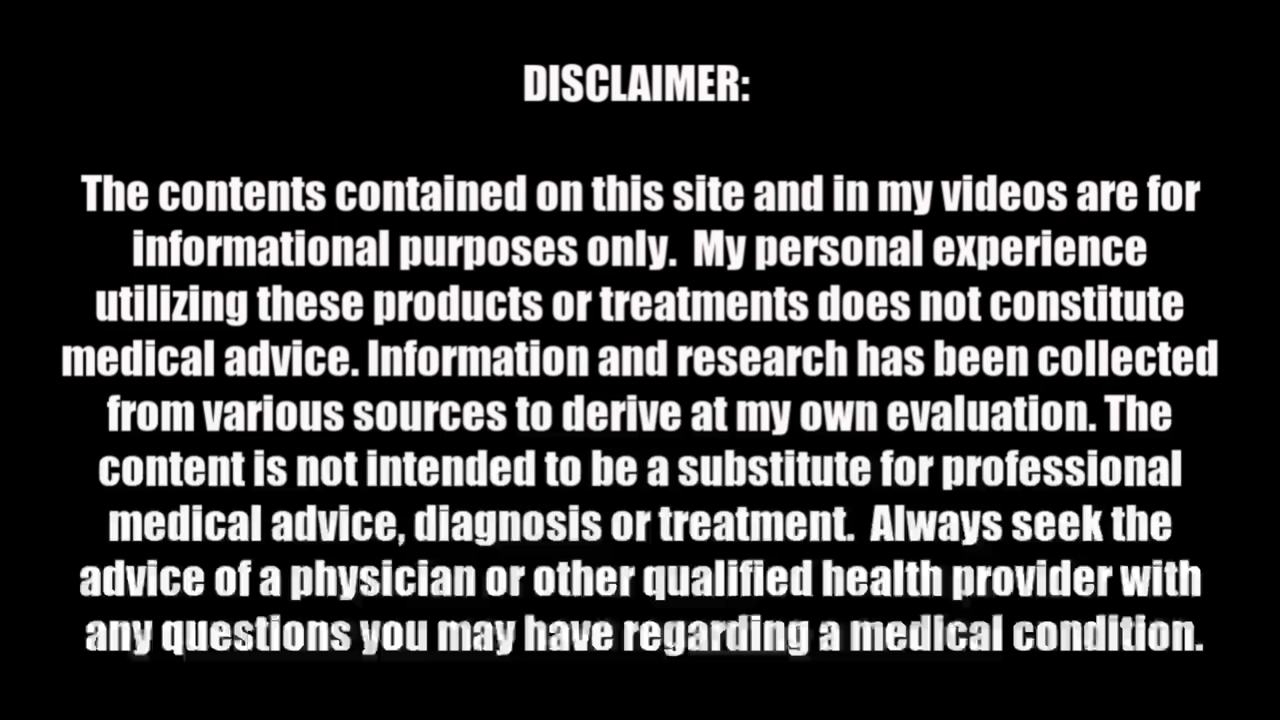 DISCLAIMER:
The contents contained on this site and in my videos are for
informational purposes only.  My personal experience
utilizing these products or treatments does not constitute
medical advice. Information and research has been collected
from various sources to derive at my own evaluation. The
content is not intended to be a substitute for professional
medical advice, diagnosis or treatment.  Always seek the
advice of a physician or other qualified health provider with
any questions you may have regarding a medical condition.